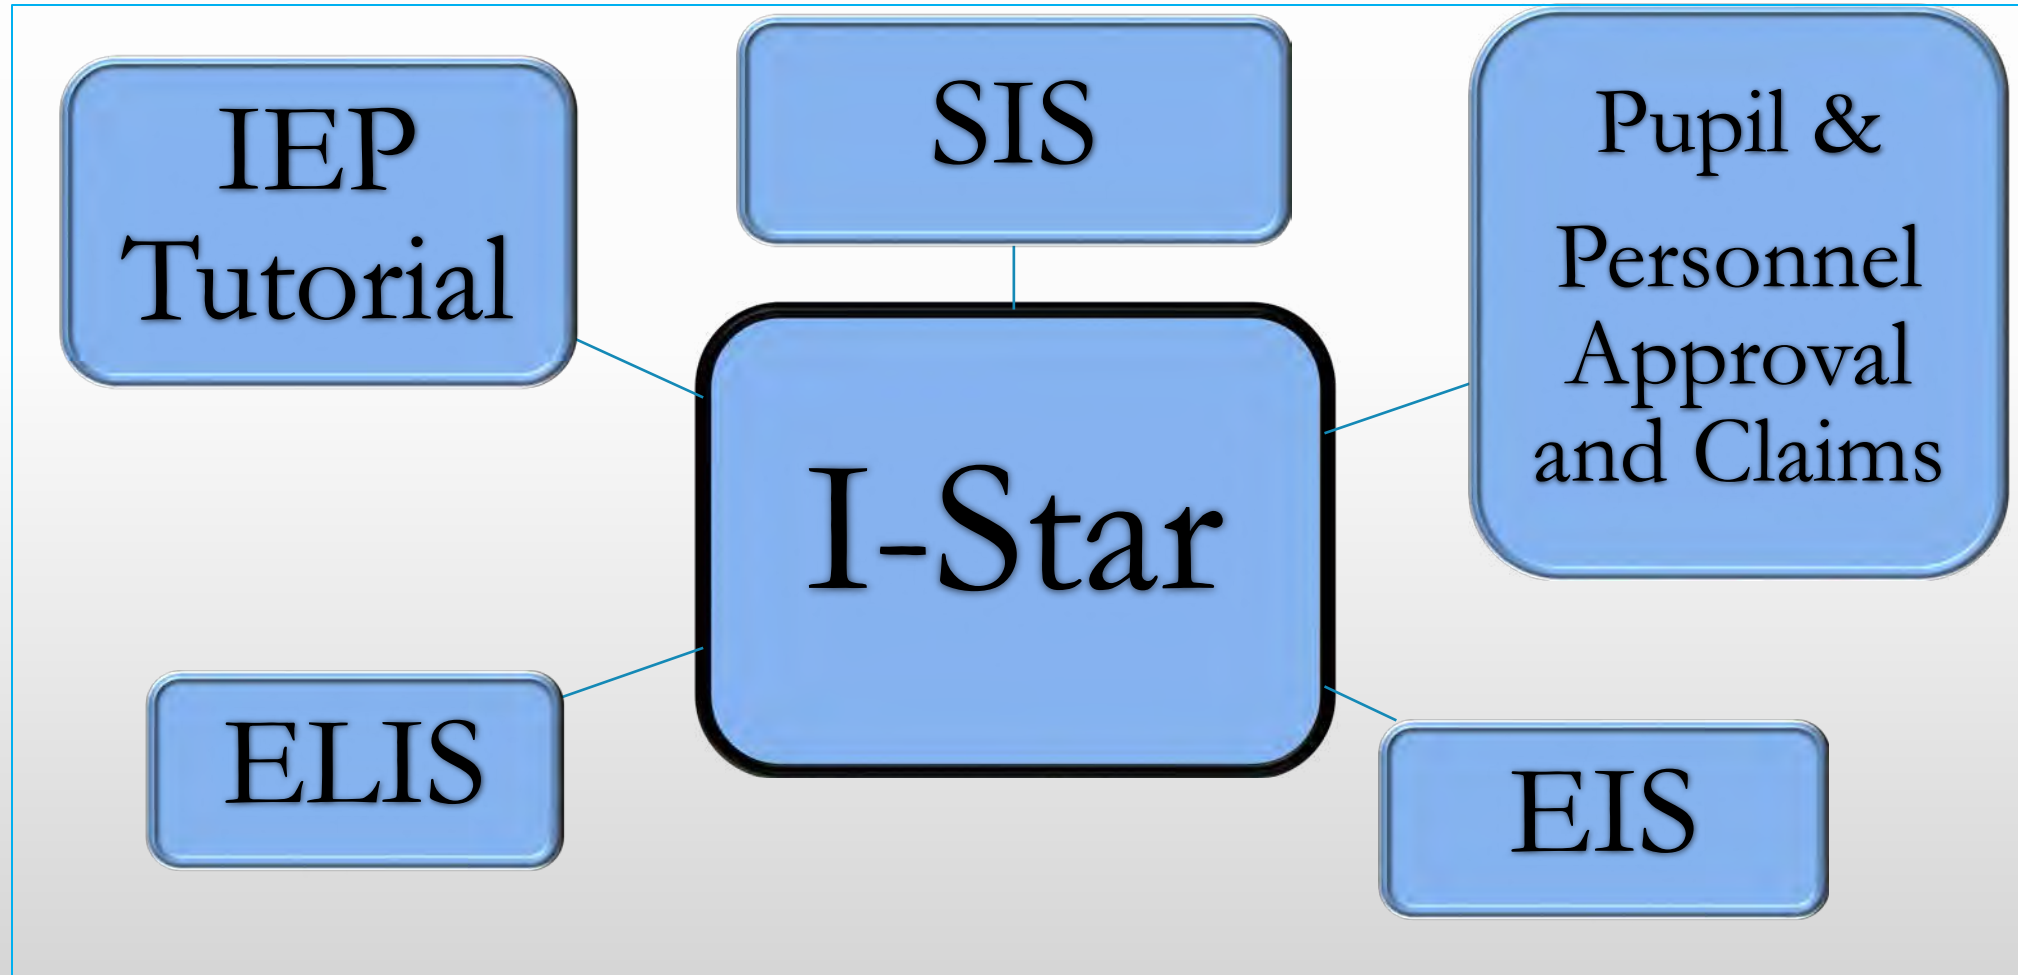 IEP
Tutorial
SIS
Pupil &
Personnel
Approval
and Claims
I-Star
ELIS
EIS